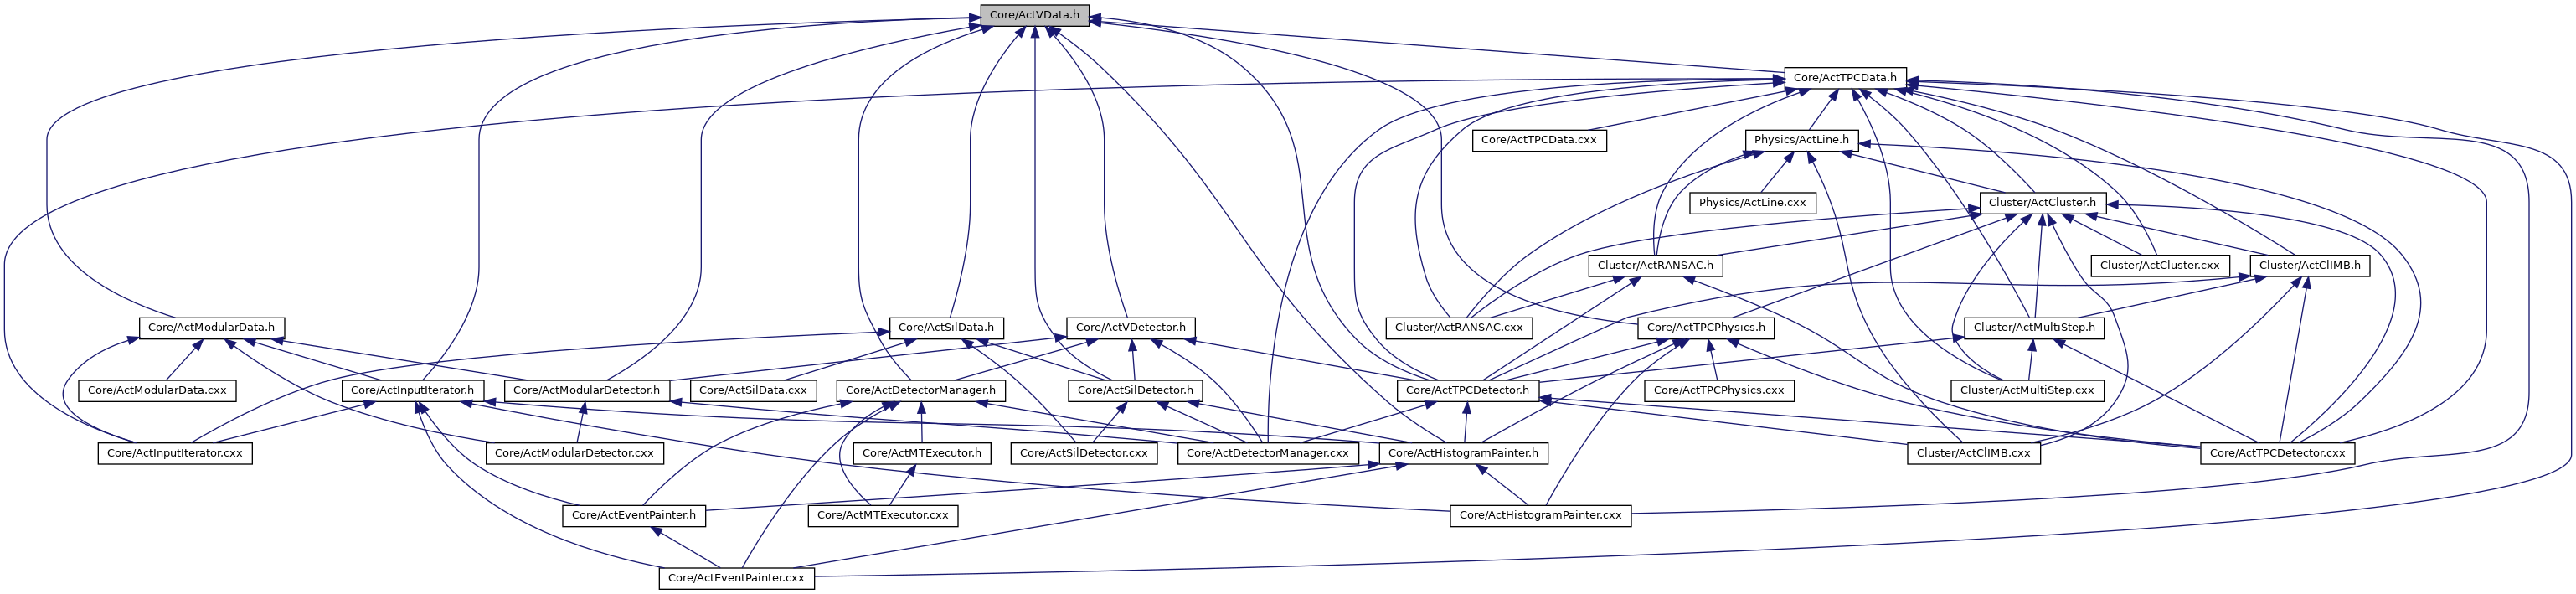 Core/ActVData.h
Core/ActTPCData.h
Core/ActTPCData.cxx
Physics/ActLine.h
Physics/ActLine.cxx
Cluster/ActCluster.h
Cluster/ActRANSAC.h
Cluster/ActCluster.cxx
Cluster/ActClIMB.h
Core/ActModularData.h
Core/ActSilData.h
Core/ActVDetector.h
Cluster/ActRANSAC.cxx
Core/ActTPCPhysics.h
Cluster/ActMultiStep.h
Core/ActModularData.cxx
Core/ActInputIterator.h
Core/ActModularDetector.h
Core/ActSilData.cxx
Core/ActDetectorManager.h
Core/ActSilDetector.h
Core/ActTPCDetector.h
Core/ActTPCPhysics.cxx
Cluster/ActMultiStep.cxx
Core/ActInputIterator.cxx
Core/ActModularDetector.cxx
Core/ActMTExecutor.h
Core/ActSilDetector.cxx
Core/ActDetectorManager.cxx
Core/ActHistogramPainter.h
Cluster/ActClIMB.cxx
Core/ActTPCDetector.cxx
Core/ActEventPainter.h
Core/ActMTExecutor.cxx
Core/ActHistogramPainter.cxx
Core/ActEventPainter.cxx